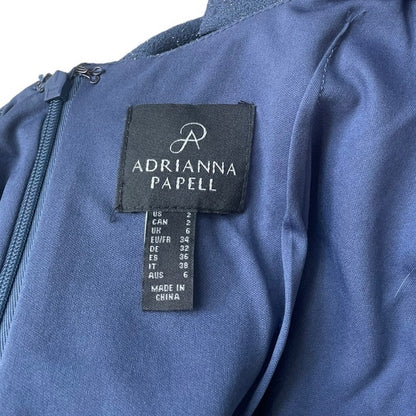 ADRIANNA
PAPELL
US 2
CAN 2
UK 6
EU/FR 34
DE 32
ES 36
IT 38
AUS 6
MADE IN
CHINA